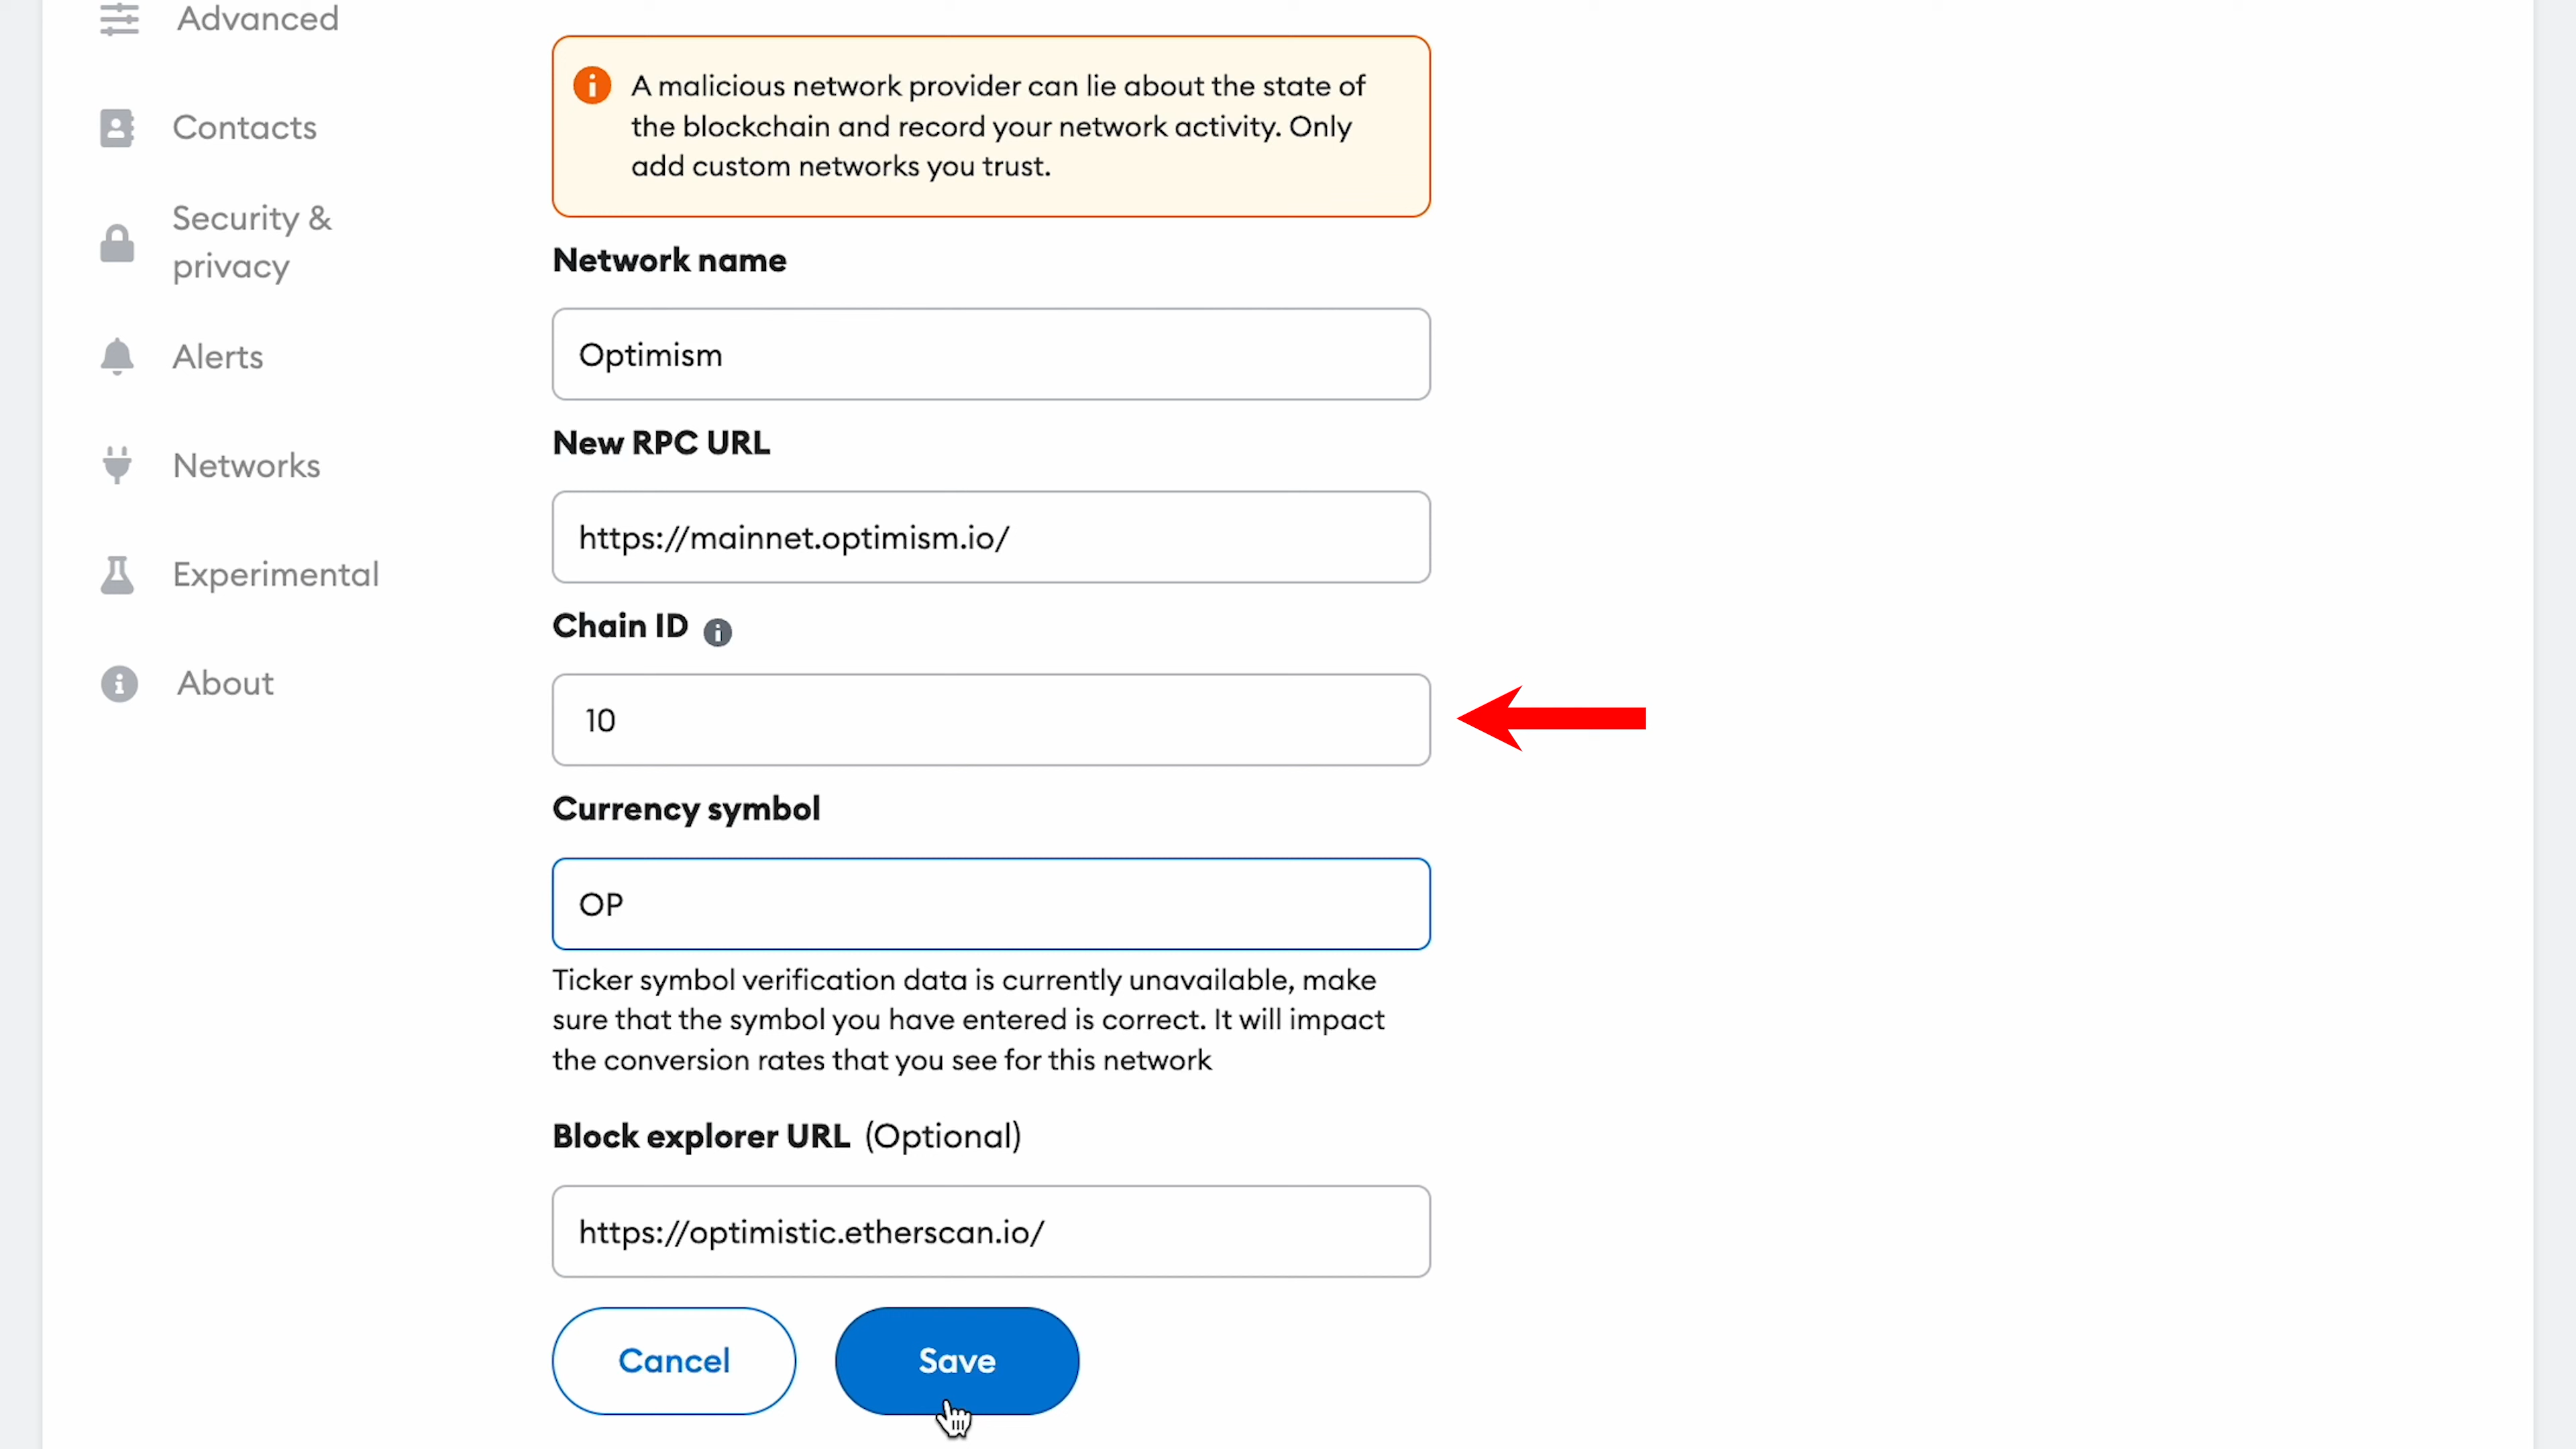 Advanced
Contacts
Security &
privacy
Alerts
Networks
Experimental
About
A malicious network provider can lie about the state of
the blockchain and record your network activity. Only
add custom networks you trust.
Network name
Optimism
New RPC URL
https://mainnet.optimism.io/
Chain ID
10
Currency symbol
OP
Ticker symbol verification data is currently unavailable, make
sure that the symbol you have entered is correct. It will impact
the conversion rates that you see for this network
Block explorer URL (Optional)
https://optimistic.etherscan.io/
Cancel
Save